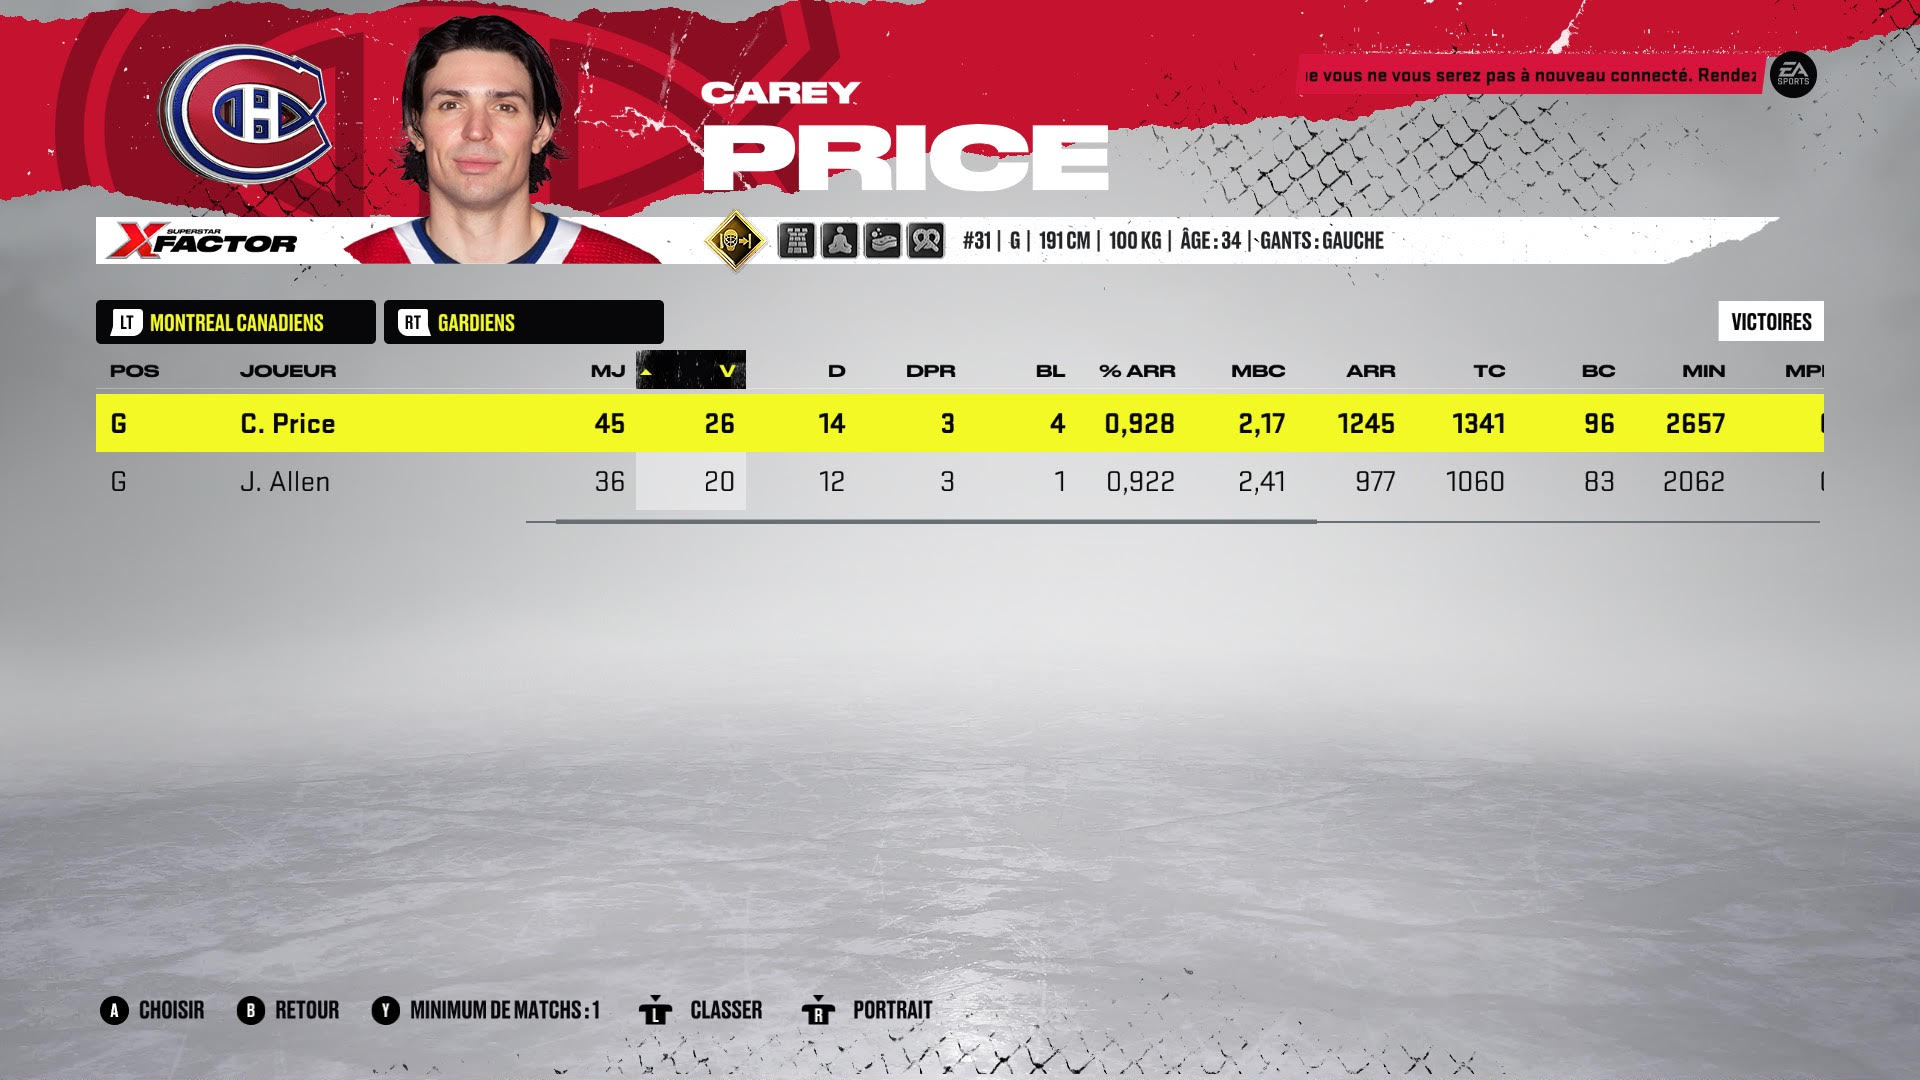 CAREY
PRICE
e vous ne vous serez pas à nouveau connecté. Rendez
EA SPORTS
SUPERSTAR
X FACTOR
#31 | G | 191 CM | 100 KG | ÂGE : 34 | GANTS : GAUCHE
LT MONTREAL CANADIENS RT GARDIENS
VICTOIRES
POS JOUEUR MJ V D DPR BL % ARR MBC ARR TC BC MIN
G C. Price 45 26 14 3 4 0,928 2,17 1245 1341 96 2657
G J. Allen 36 20 12 3 1 0,922 2,41 977 1060 83 2062
A CHOISIR B RETOUR Y MINIMUM DE MATCHS : 1 L CLASSER R PORTRAIT